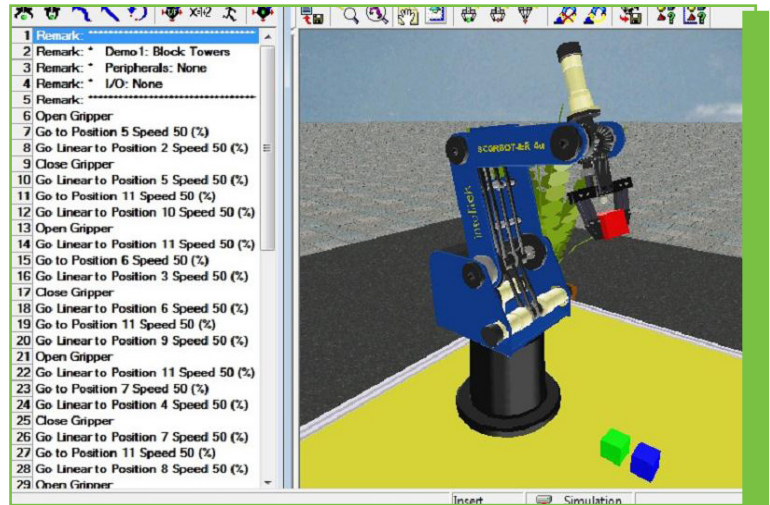 1 Remark: **************************************
2 Remark: * Demo1: Block Towers
3 Remark: * Peripherals: None
4 Remark: * I/O: None
5 Remark: **************************************
6 Open Gripper
7 Go to Position 5 Speed 50 (%)
8 Go Linear to Position 2 Speed 50 (%)
9 Close Gripper
10 Go Linear to Position 5 Speed 50 (%)
11 Go to Position 11 Speed 50 (%)
12 Go Linear to Position 10 Speed 50 (%)
13 Open Gripper
14 Go Linear to Position 11 Speed 50 (%)
15 Go to Position 6 Speed 50 (%)
16 Go Linear to Position 3 Speed 50 (%)
17 Close Gripper
18 Go Linear to Position 6 Speed 50 (%)
19 Go to Position 11 Speed 50 (%)
20 Go Linear to Position 9 Speed 50 (%)
21 Open Gripper
22 Go Linear to Position 11 Speed 50 (%)
23 Go to Position 7 Speed 50 (%)
24 Go Linear to Position 4 Speed 50 (%)
25 Close Gripper
26 Go Linear to Position 7 Speed 50 (%)
27 Go to Position 11 Speed 50 (%)
28 Go Linear to Position 8 Speed 50 (%)
29 Open Gripper
SCORBOT-ER 4u
intelitek
Insert
Simulation